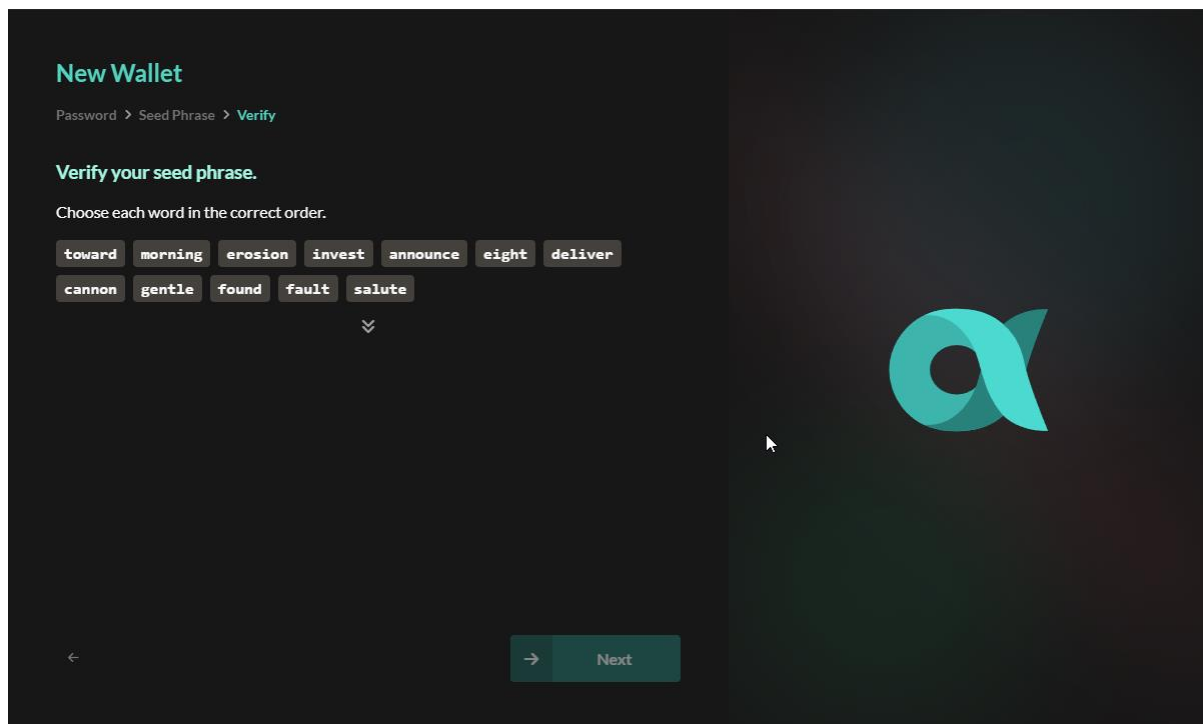 New Wallet
Password > Seed Phrase > Verify
Verify your seed phrase.
Choose each word in the correct order.
toward morning erosion invest announce eight deliver
cannon gentle found fault salute
Next